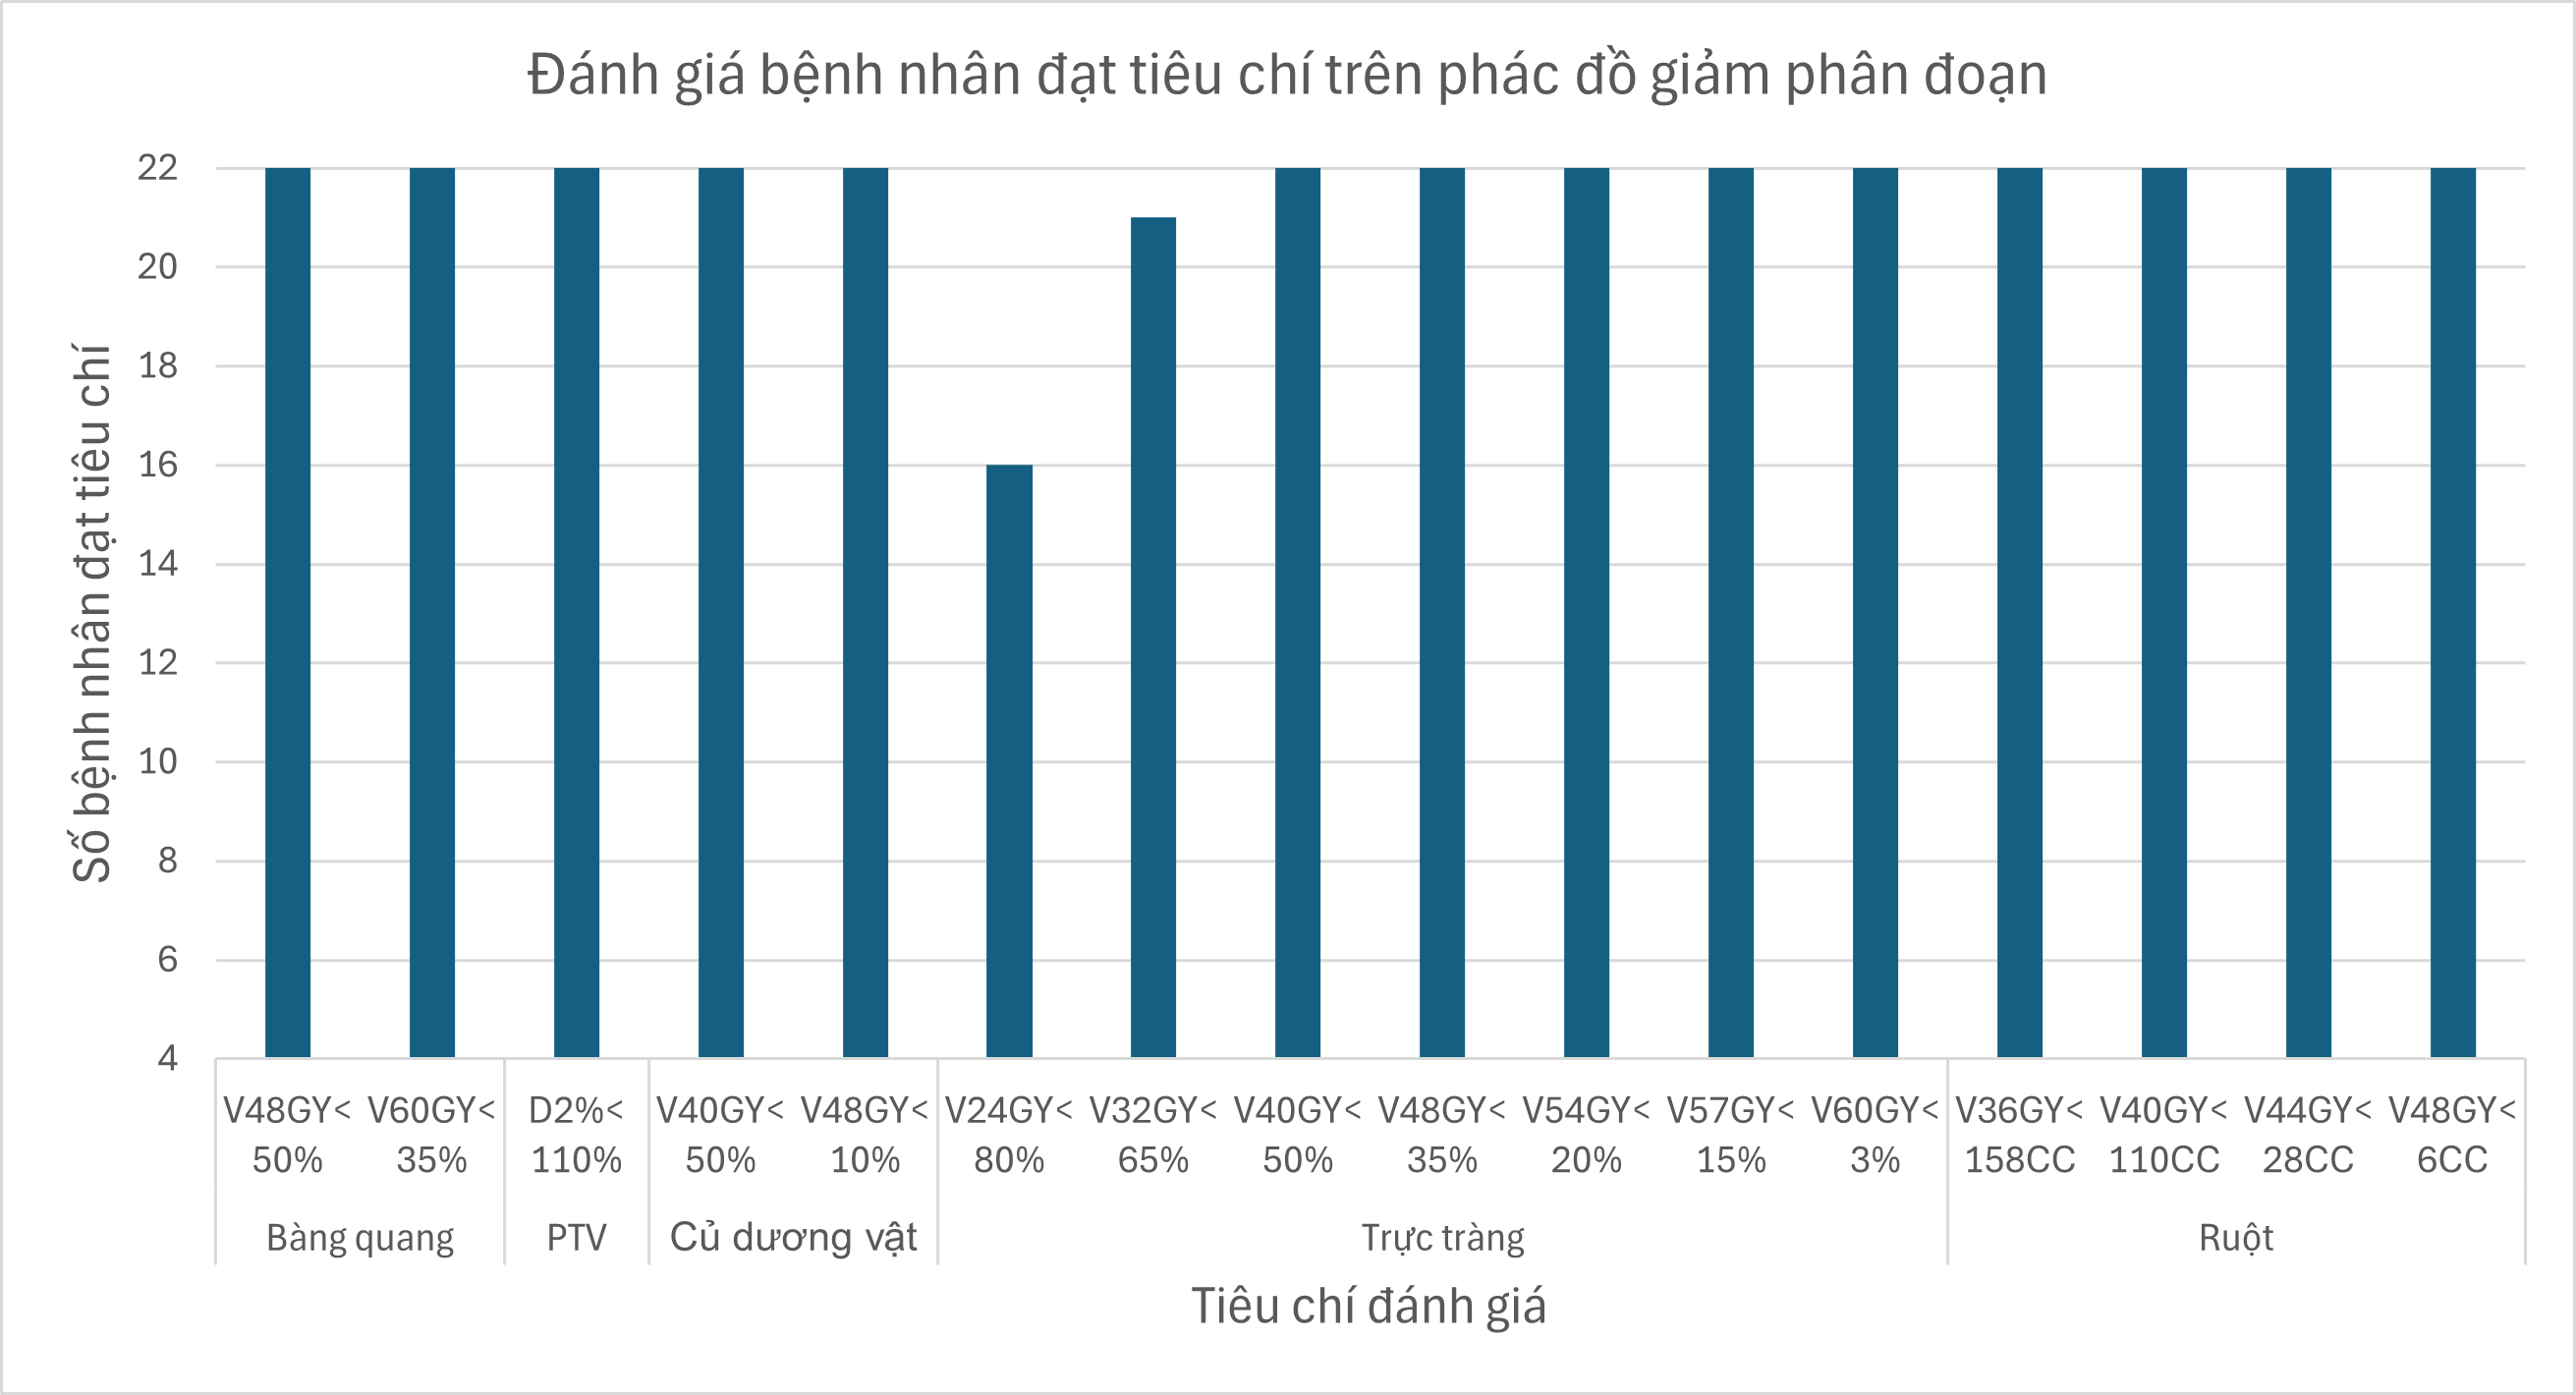 Đánh giá bệnh nhân đạt tiêu chí trên phác đồ giảm phân đoạn
Số bệnh nhân đạt tiêu chí
22
20
18
16
14
12
10
8
6
4
V48GY< V60GY< D2%< V40GY< V48GY< V24GY< V32GY< V40GY< V48GY< V54GY< V57GY< V60GY< V36GY< V40GY< V44GY< V48GY<
50% 35% 110% 50% 10% 80% 65% 50% 35% 20% 15% 3% 158CC 110CC 28CC 6CC
Bàng quang PTV Củ dương vật Trực tràng Ruột
Tiêu chí đánh giá